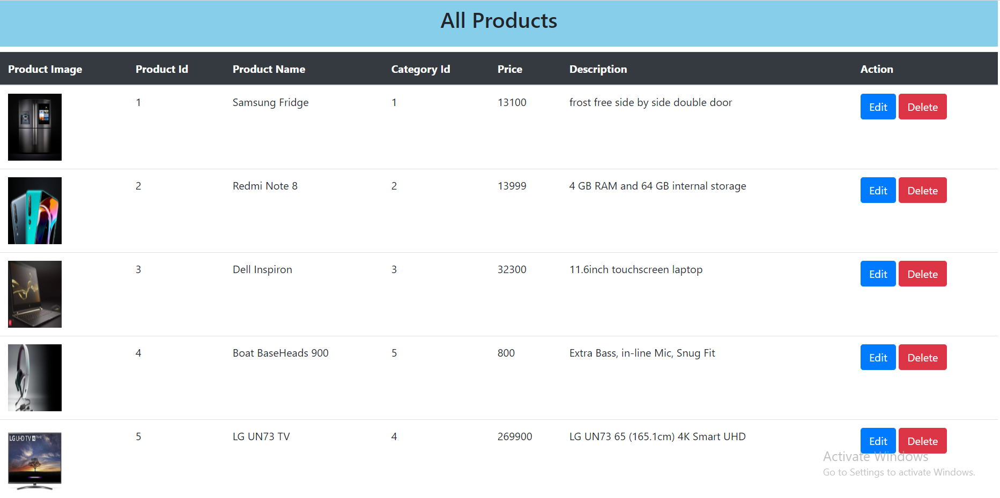 All Products
Product Image Product Id Product Name Category Id Price Description Action
1 Samsung Fridge 1 13100 frost free side by side double door Edit Delete
2 Redmi Note 8 2 13999 4 GB RAM and 64 GB internal storage Edit Delete
3 Dell Inspiron 3 32300 11.6inch touchscreen laptop Edit Delete
4 Boat BaseHeads 900 5 800 Extra Bass, in-line Mic, Snug Fit Edit Delete
5 LG UN73 TV 4 269900 LG UN73 65 (165.1cm) 4K Smart UHD Edit Delete
LG UHD TV AI ThinQ
Activate Windows
Go to Settings to activate Windows.